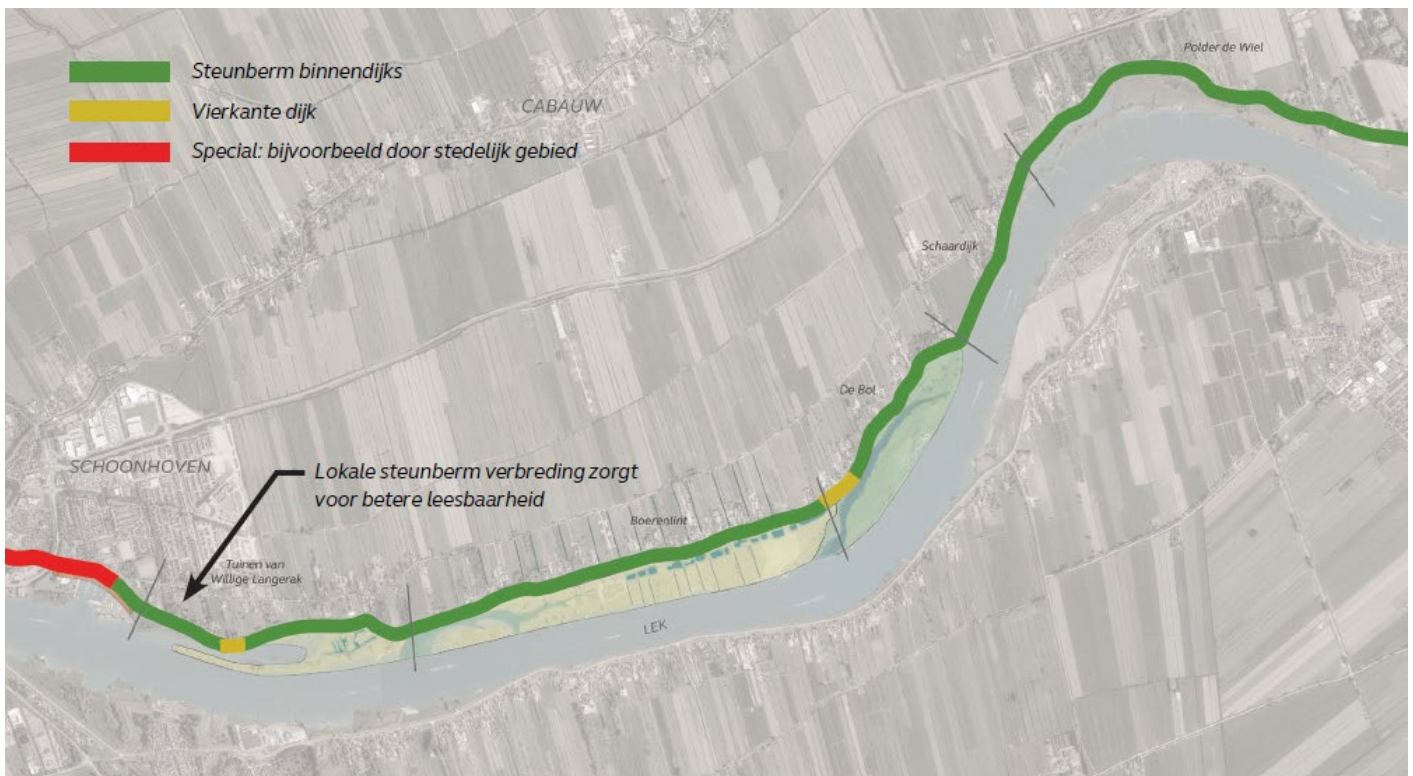 Polder de Wiel
Steunberm binnendijks
Vierkante dijk
CABAUW
Special: bijvoorbeeld door stedelijk gebied
Schaardijk
De Bol
SCHOONHOVEN
Lokale steunberm verbreding zorgt
voor betere leesbaarheid
Boerenlint
Tuinen van
Willige Langerak
LEK